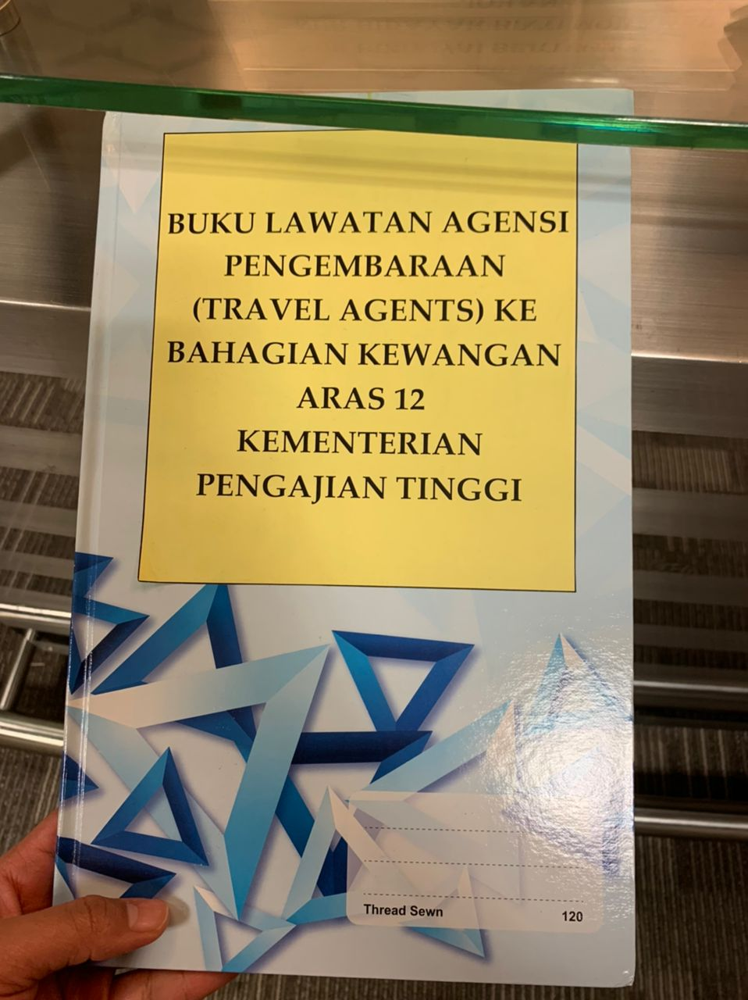 BUKU LAWATAN AGENSI
PENGEMBARAAN
(TRAVEL AGENTS) KE
BAHAGIAN KEWANGAN
ARAS 12
KEMENTERIAN
PENGAJIAN TINGGI
Thread Sewn 120